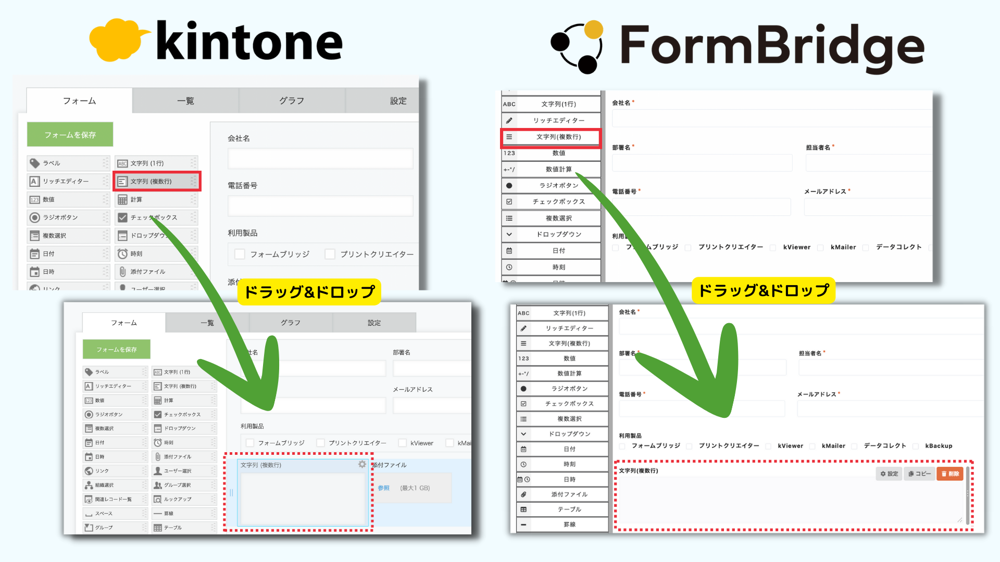 kintone
フォーム 一覧 グラフ 設定
フォームを保存
ラベル
ABC 文字列 (1行)
A リッチエディター
文字列 (複数行)
123 数値
計算
ラジオボタン
チェックボックス
複数選択
ドロップダウ
日付
時刻
日時
添付ファイル
リンク
ユーザー選択
会社名
電話番号
利用製品
フォームブリッジ プリントクリエイター
添付
ドラッグ&ドロップ
フォーム 一覧 グラフ 設定
フォームを保存
ラベル
ABC 文字列 (1行)
A リッチエディター
文字列 (複数行)
123 数値
計算
ラジオボタン
チェックボックス
複数選択
ドロップダウン
日付
時刻
日時
添付ファイル
リンク
ユーザー選択
組織選択
グループ選択
関連レコード一覧
ルックアップ
スペース
罫線
グループ
テーブル
社名
部署名
メールアドレス
利用製品
フォームブリッジ プリントクリエイター kViewer kMai
文字列 (複数行)
添付ファイル
参照 (最大1 GB)
FormBridge
ABC 文字列(1行)
リッチエディター
文字列(複数行)
123 数値
+-*/ 数値計算
ラジオボタン
チェックボックス
複数選択
ドロップダウン
日付
時刻
日時
会社名 *
部署名 *
担当者名 *
電話番号 *
メールアドレス *
利用
フォームブリッジ プリントクリエイター kViewer kMailer データコレクト
ドラッグ&ドロップ
ABC 文字列(1行)
リッチエディター
文字列(複数行)
123 数値
+-*/ 数値計算
ラジオボタン
チェックボックス
複数選択
ドロップダウン
日付
時刻
日時
添付ファイル
テーブル
罫線
会社名 *
部署名 *
担当者名 *
電話番号 *
メールアドレス *
利用製品
フォームブリッジ プリントクリエイター kViewer kMailer データコレクト kBackup
文字列(複数行)
設定 コピー 削除